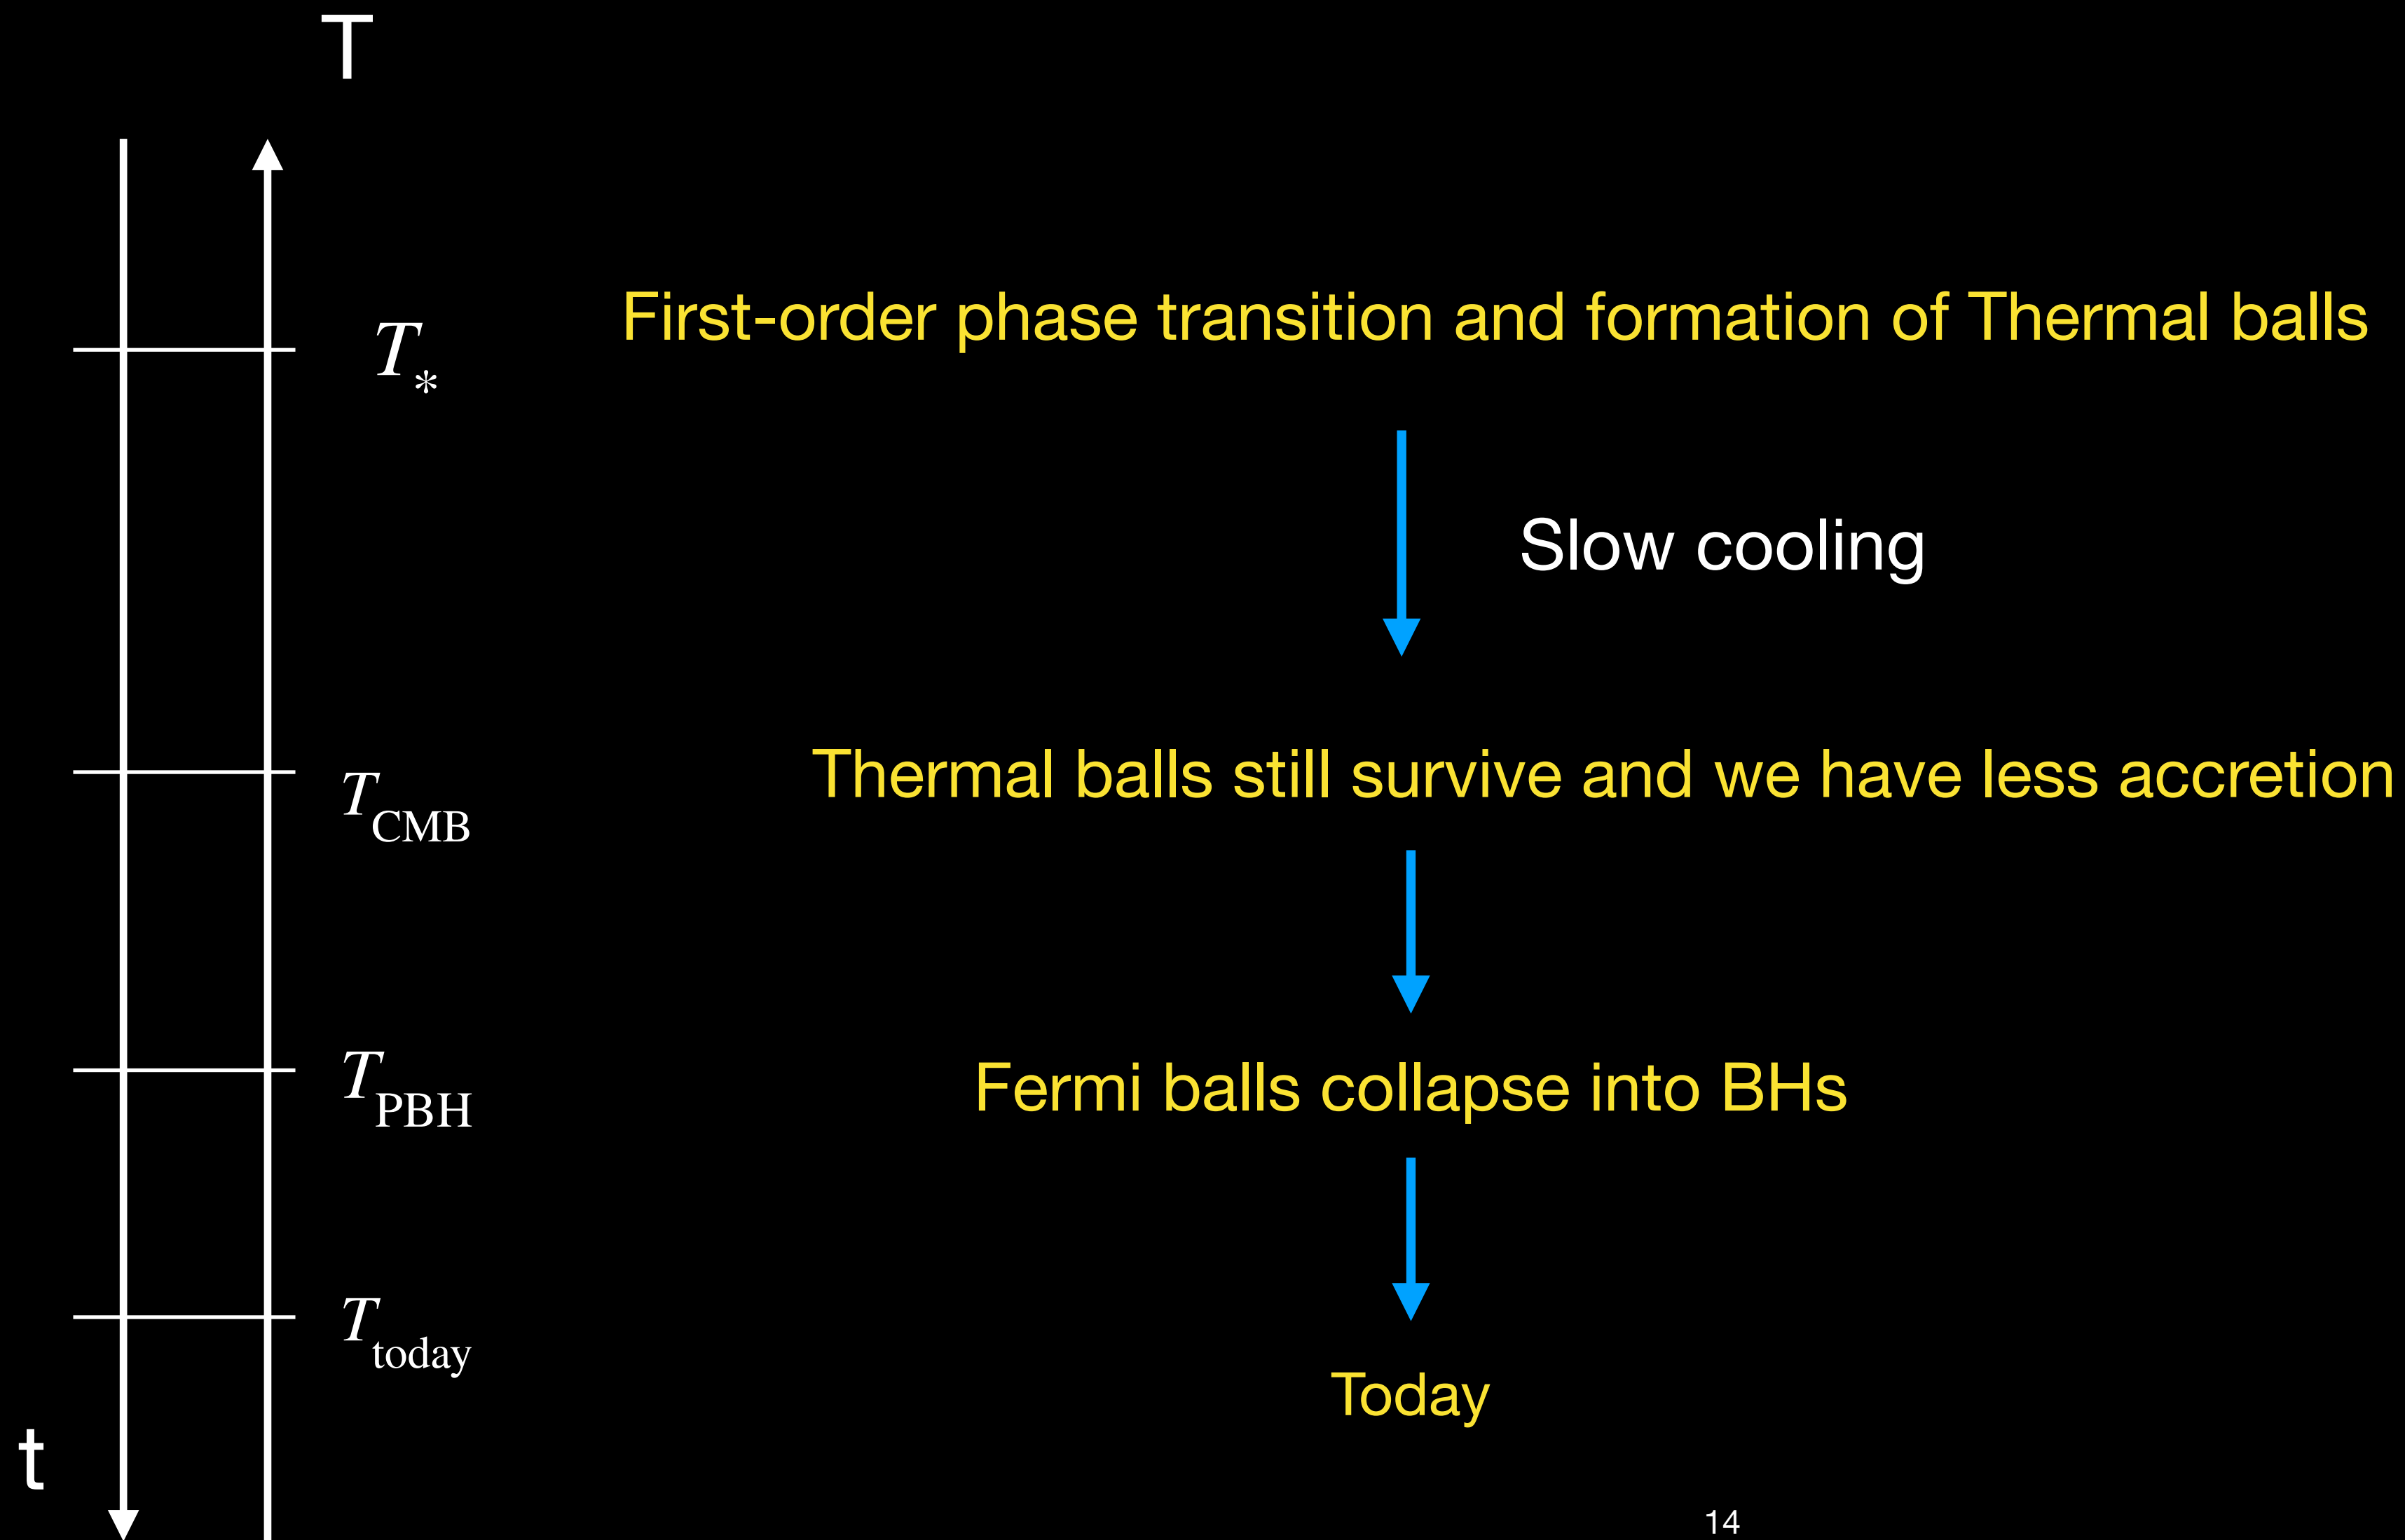 T
T*
First-order phase transition and formation of Thermal balls
Slow cooling
TCMB
Thermal balls still survive and we have less accretion
TPBH
Fermi balls collapse into BHs
Ttoday
Today
t
14